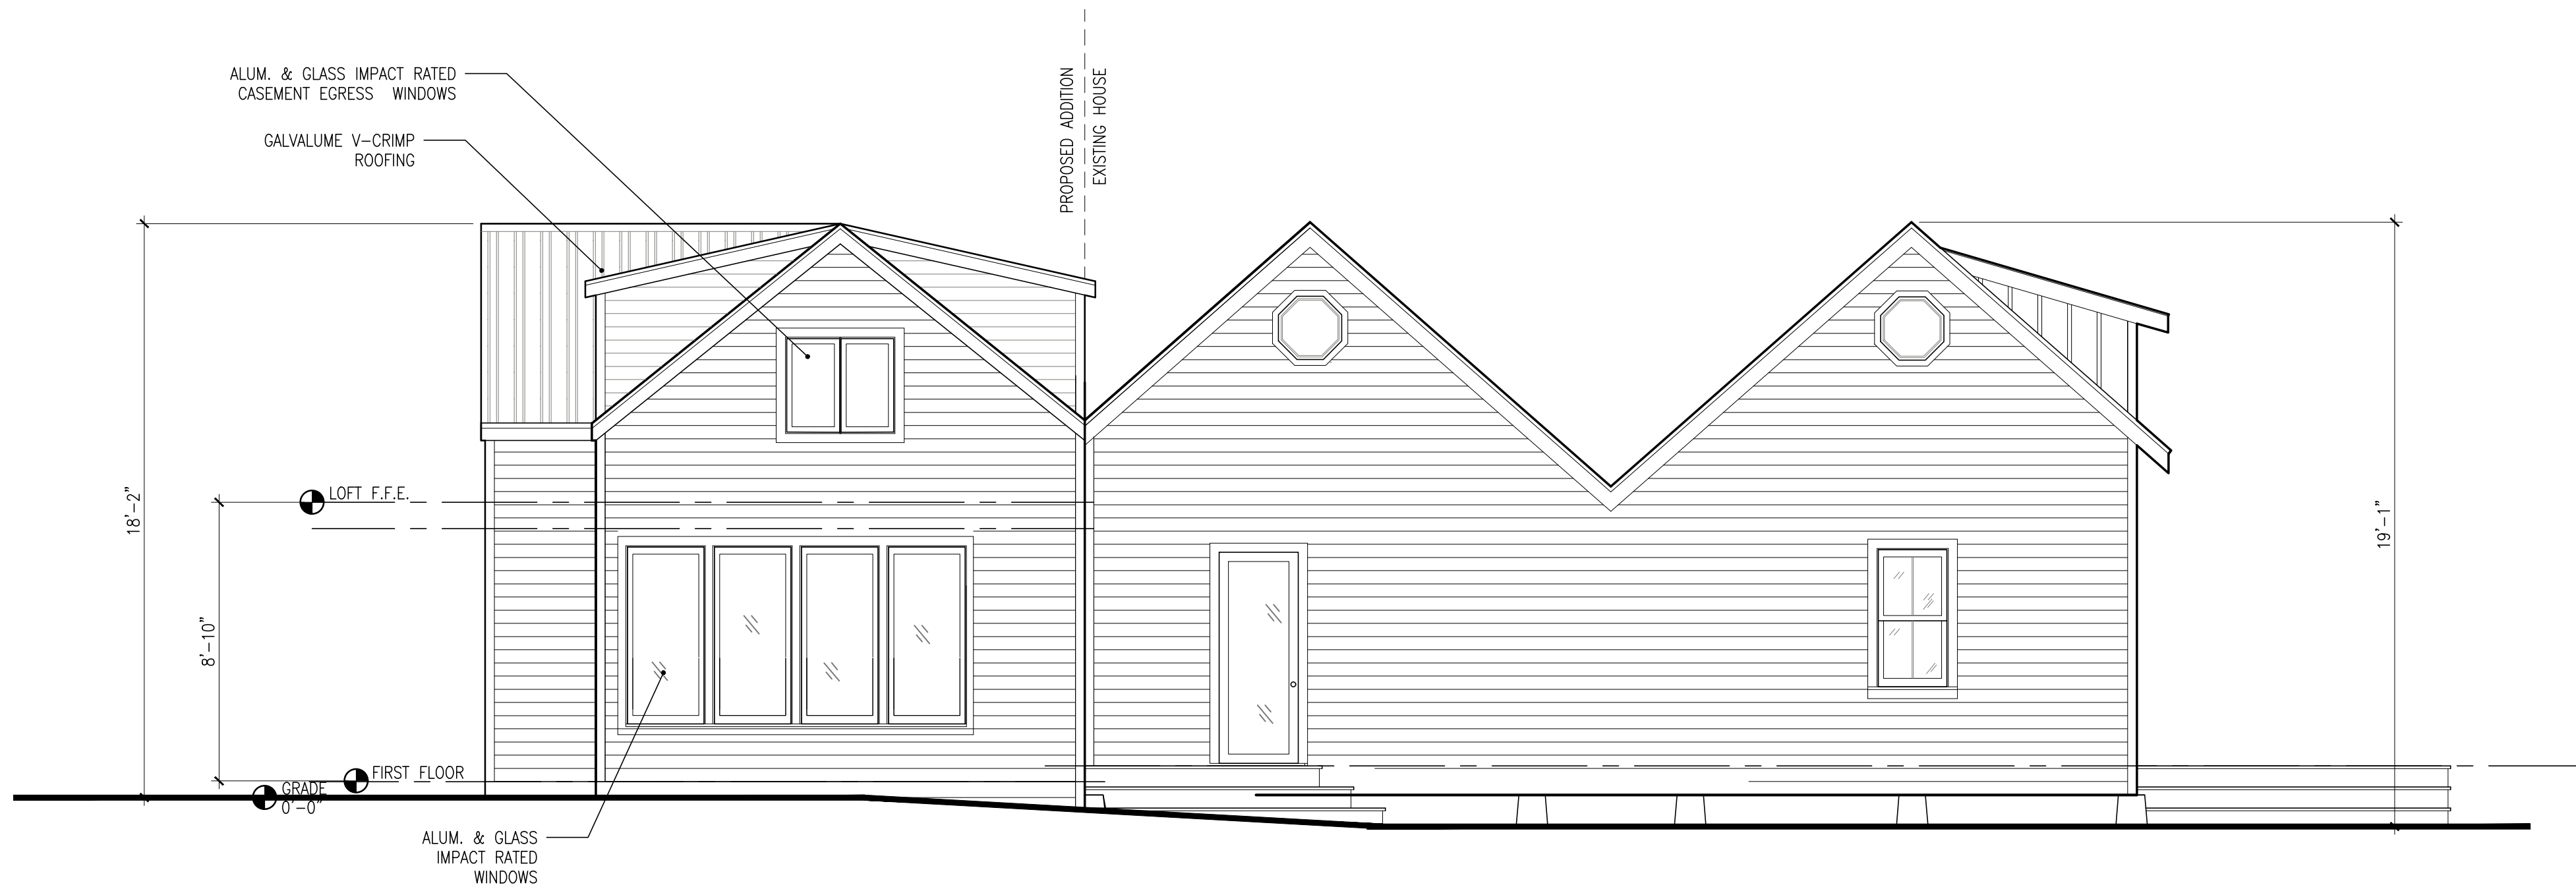 ALUM. & GLASS IMPACT RATED
CASEMENT EGRESS WINDOWS
GALVALUME V-CRIMP
ROOFING
PROPOSED ADDITION
EXISTING HOUSE
18'-2"
LOFT F.F.E.
8'-10"
19'-1"
FIRST FLOOR
GRADE
0'-0"
ALUM. & GLASS
IMPACT RATED
WINDOWS